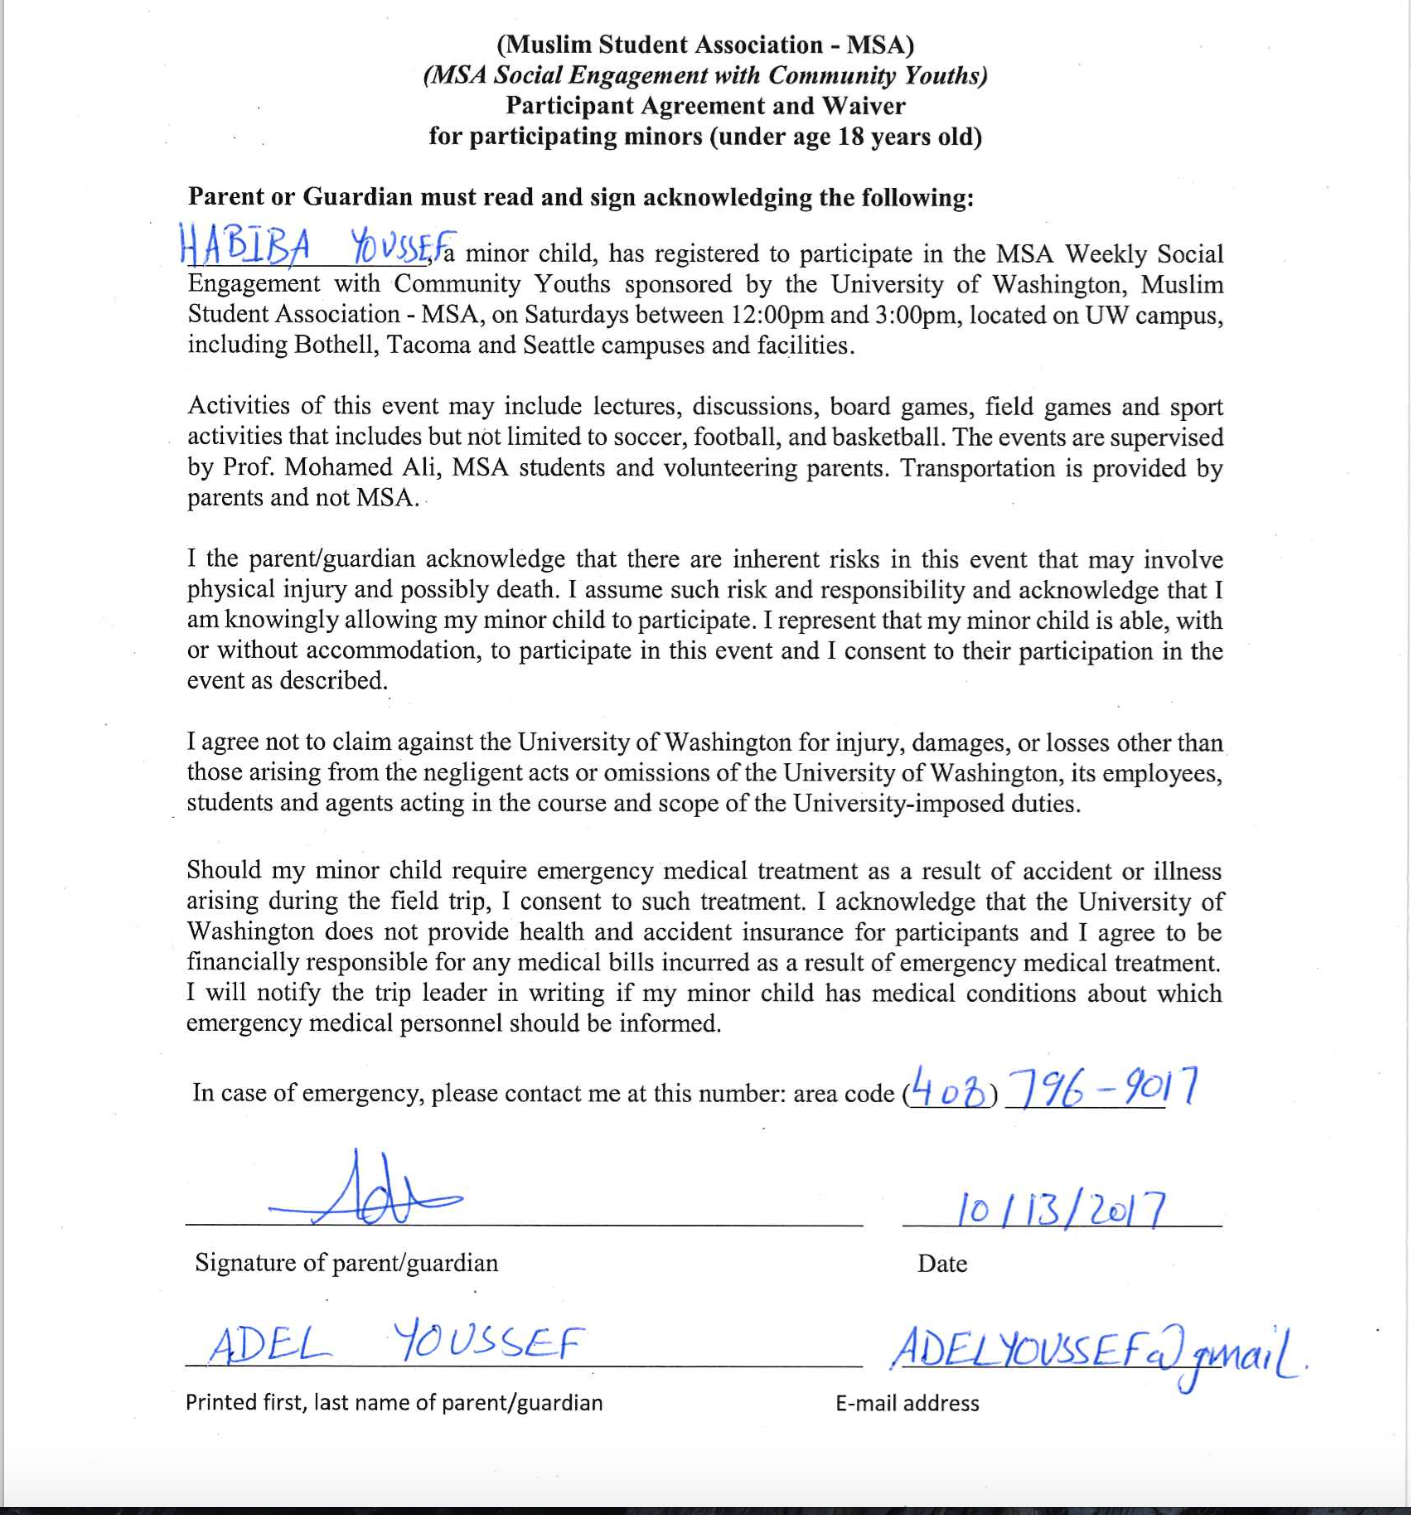 (Muslim Student Association - MSA)
(MSA Social Engagement with Community Youths)
Participant Agreement and Waiver
for participating minors (under age 18 years old)
Parent or Guardian must read and sign acknowledging the following:
HABIBA YOUSSEF, a minor child, has registered to participate in the MSA Weekly Social
Engagement with Community Youths sponsored by the University of Washington, Muslim
Student Association - MSA, on Saturdays between 12:00pm and 3:00pm, located on UW campus,
including Bothell, Tacoma and Seattle campuses and facilities.
Activities of this event may include lectures, discussions, board games, field games and sport
activities that includes but not limited to soccer, football, and basketball. The events are supervised
by Prof. Mohamed Ali, MSA students and volunteering parents. Transportation is provided by
parents and not MSA.
I the parent/guardian acknowledge that there are inherent risks in this event that may involve
physical injury and possibly death. I assume such risk and responsibility and acknowledge that I
am knowingly allowing my minor child to participate. I represent that my minor child is able, with
or without accommodation, to participate in this event and I consent to their participation in the
event as described.
I agree not to claim against the University of Washington for injury, damages, or losses other than
those arising from the negligent acts or omissions of the University of Washington, its employees,
students and agents acting in the course and scope of the University-imposed duties.
Should my minor child require emergency medical treatment as a result of accident or illness
arising during the field trip, I consent to such treatment. I acknowledge that the University of
Washington does not provide health and accident insurance for participants and I agree to be
financially responsible for any medical bills incurred as a result of emergency medical treatment.
I will notify the trip leader in writing if my minor child has medical conditions about which
emergency medical personnel should be informed.
In case of emergency, please contact me at this number: area code (408) 796-9017
10/13/2017
Signature of parent/guardian Date
ADEL YOUSSEF ADELYOUSSEF@gmail.
Printed first, last name of parent/guardian E-mail address